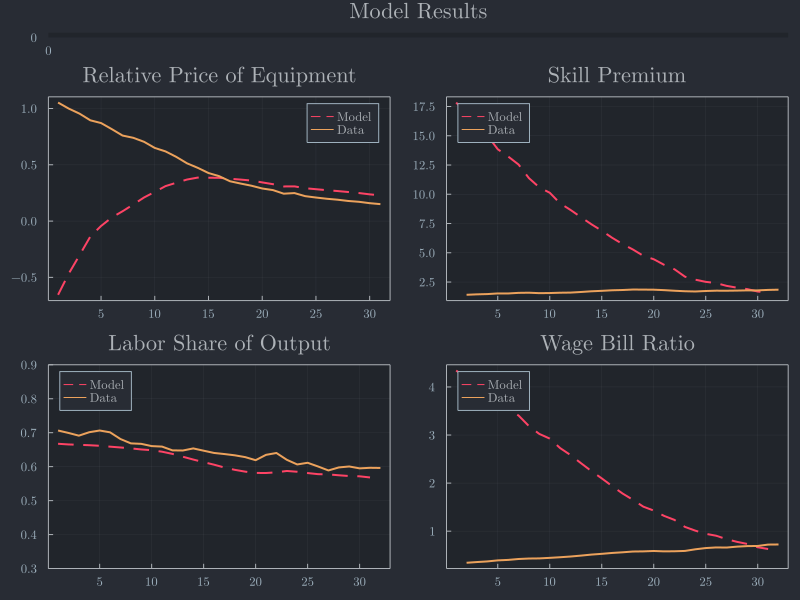 Model Results
0
0
Relative Price of Equipment
1.0
0.5
0.0
−0.5
5 10 15 20 25 30
Model
Data
Skill Premium
17.5
15.0
12.5
10.0
7.5
5.0
2.5
5 10 15 20 25 30
Model
Data
Labor Share of Output
0.9
0.8
0.7
0.6
0.5
0.4
0.3
5 10 15 20 25 30
Model
Data
Wage Bill Ratio
4
3
2
1
5 10 15 20 25 30
Model
Data